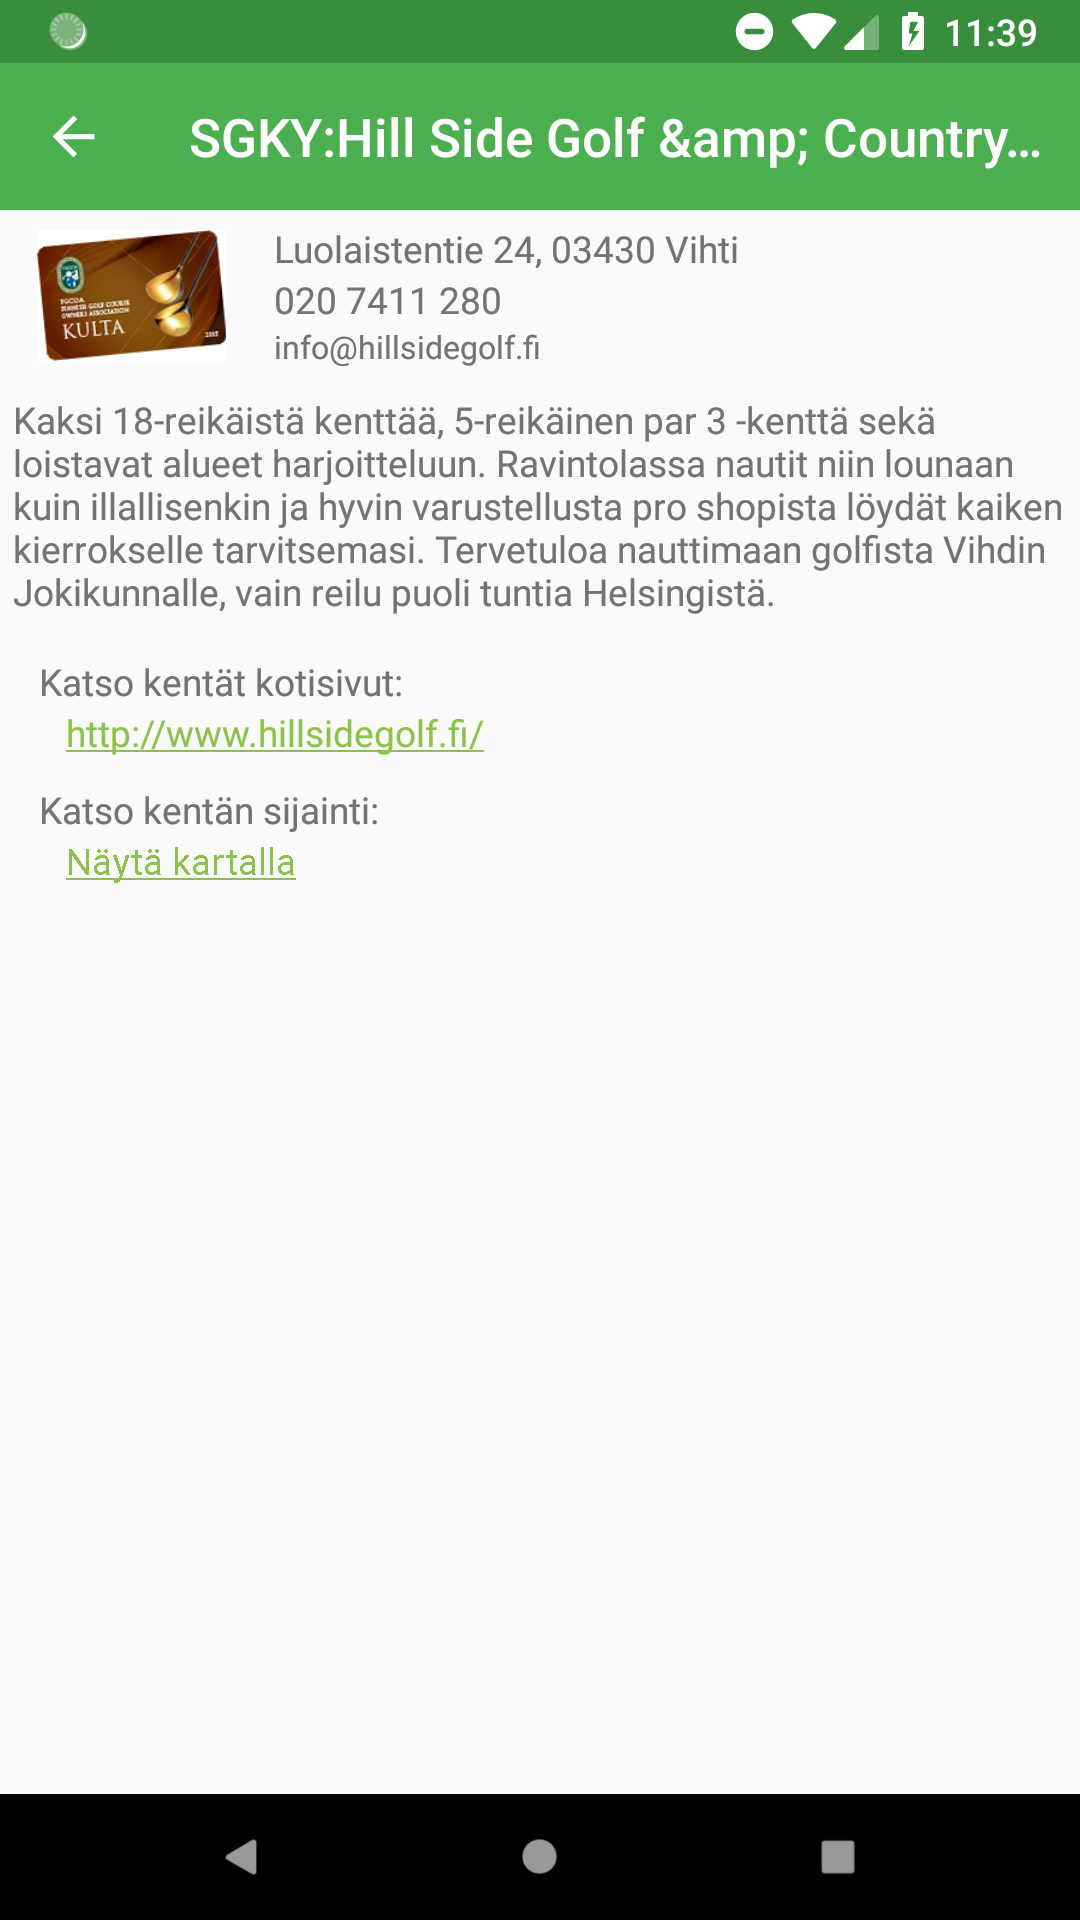 11:39
SGKY:Hill Side Golf &amp; Country...
FGCOA
FINNISH GOLF COURSE
OWNERS ASSOCIATION
KULTA
Luolaistentie 24, 03430 Vihti
020 7411 280
info@hillsidegolf.fi
Kaksi 18-reikäistä kenttää, 5-reikäinen par 3 -kenttä sekä
loistavat alueet harjoitteluun. Ravintolassa nautit niin lounaan
kuin illallisenkin ja hyvin varustellusta pro shopista löydät kaiken
kierrokselle tarvitsemasi. Tervetuloa nauttimaan golfista Vihdin
Jokikunnalle, vain reilu puoli tuntia Helsingistä.
Katso kentät kotisivut:
http://www.hillsidegolf.fi/
Katso kentän sijainti:
Näytä kartalla